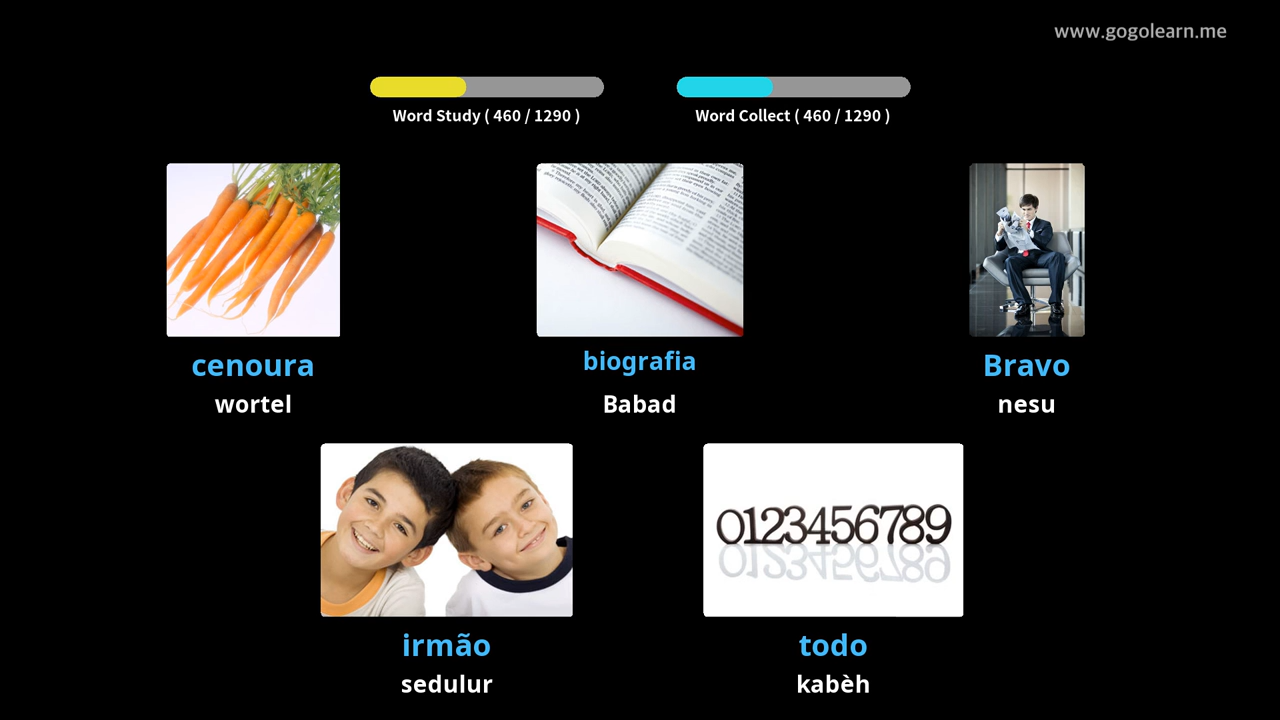 www.gogolearn.me
Word Study ( 460 / 1290 )
Word Collect ( 460 / 1290 )
cenoura
wortel
biografia
Babad
Bravo
nesu
0123456789
irmão
sedulur
todo
kabèh